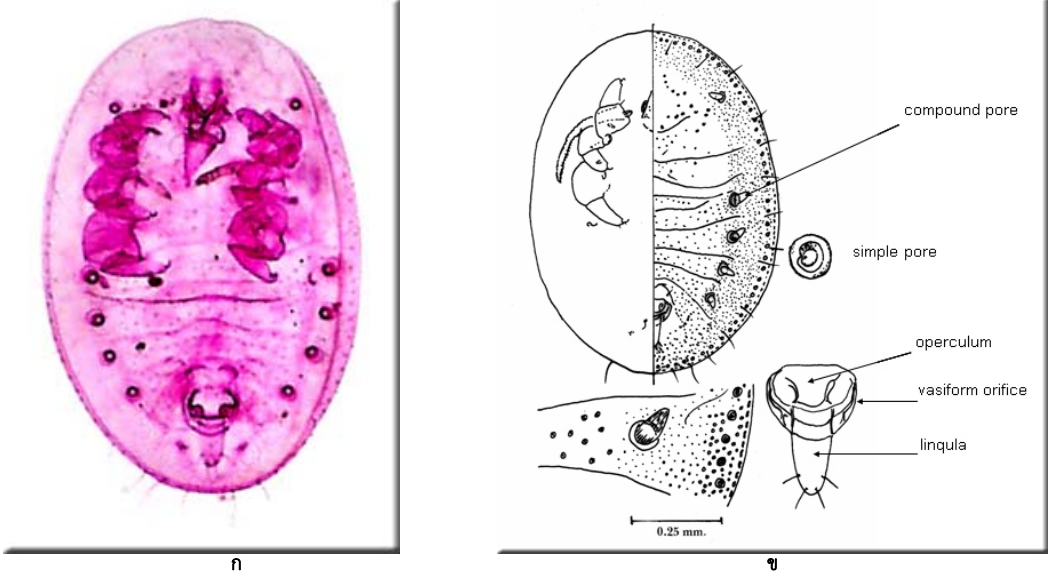 compound pore
simple pore
operculum
vasiform orifice
linqula
0.25 mm.
ก
ข